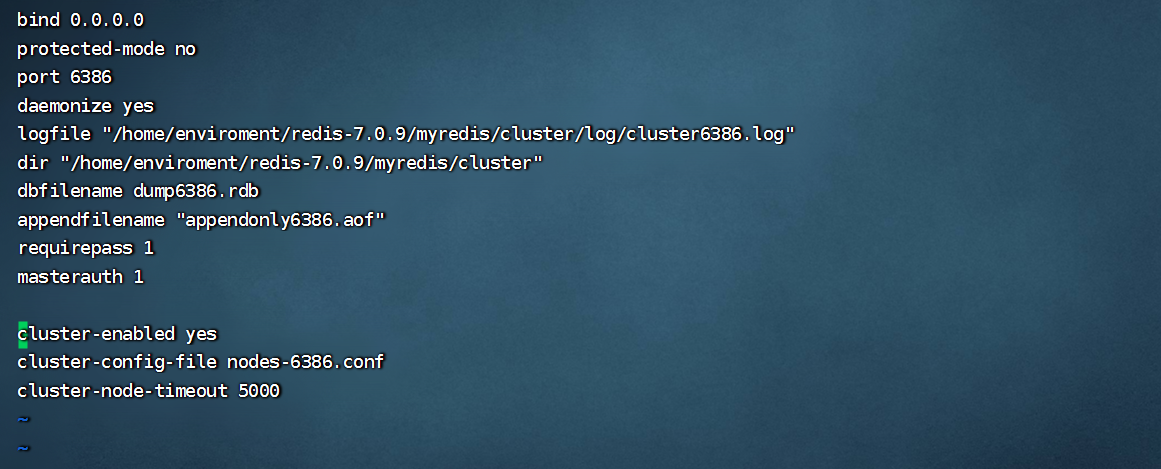 bind 0.0.0.0
protected-mode no
port 6386
daemonize yes
logfile "/home/enviroment/redis-7.0.9/myredis/cluster/log/cluster6386.log"
dir "/home/enviroment/redis-7.0.9/myredis/cluster"
dbfilename dump6386.rdb
appendfilename "appendonly6386.aof"
requirepass 1
masterauth 1
cluster-enabled yes
cluster-config-file nodes-6386.conf
cluster-node-timeout 5000
~
~